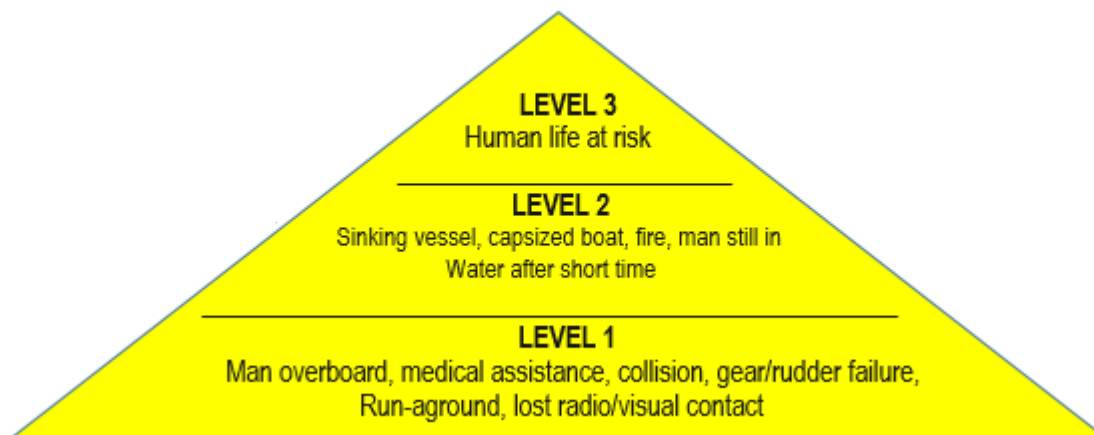 LEVEL 3
Human life at risk
LEVEL 2
Sinking vessel, capsized boat, fire, man still in
Water after short time
LEVEL 1
Man overboard, medical assistance, collision, gear/rudder failure,
Run-aground, lost radio/visual contact